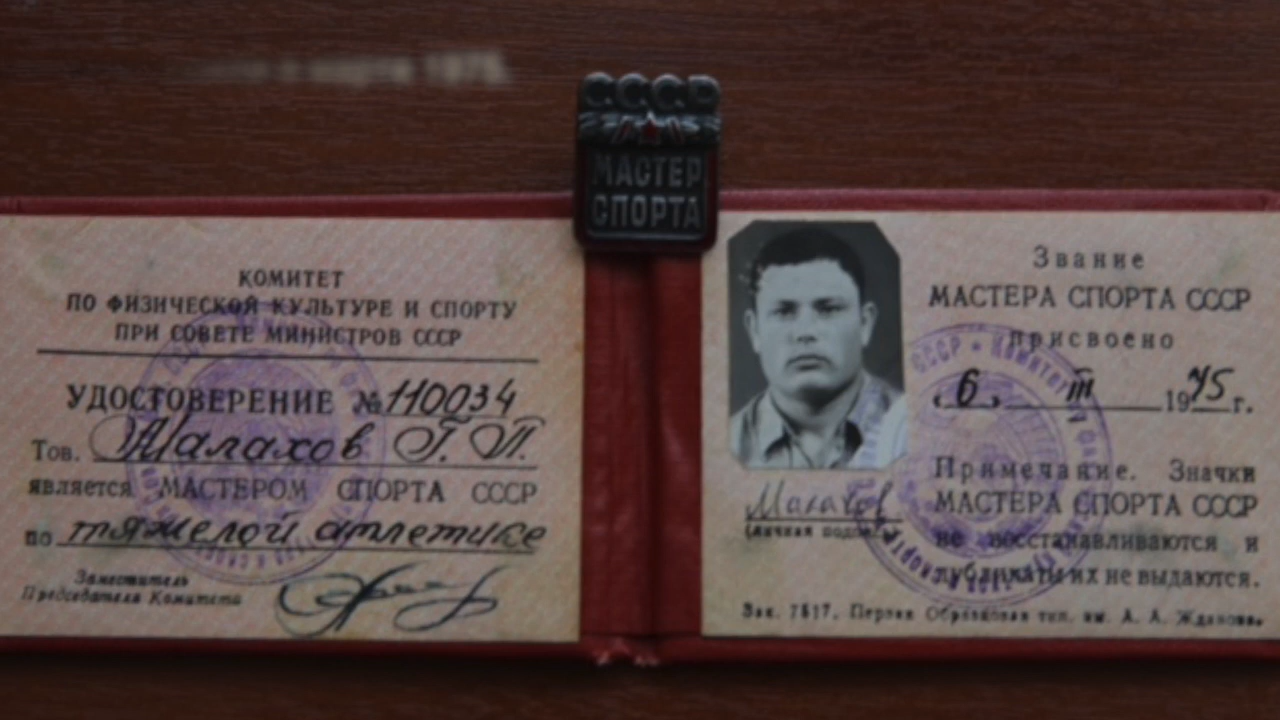 СССР
МАСТЕР
СПОРТА
КОМИТЕТ
ПО ФИЗИЧЕСКОЙ КУЛЬТУРЕ И СПОРТУ
ПРИ СОВЕТЕ МИНИСТРОВ СССР
УДОСТОВЕРЕНИЕ №110034
Тов. Малахов Г. П.
является МАСТЕРОМ СПОРТА СССР
по тяжелой атлетике
Заместитель
Председателя Комитета
Звание
МАСТЕРА СПОРТА СССР
присвоено
„6„ III 1975 г.
Малахов
(личная подпись)
Примечание. Значки
МАСТЕРА СПОРТА СССР
не восстанавливаются и
дубликаты их не выдаются.
Зак. 7817. Первая Образцовая тип. им. А. А. Жданова.